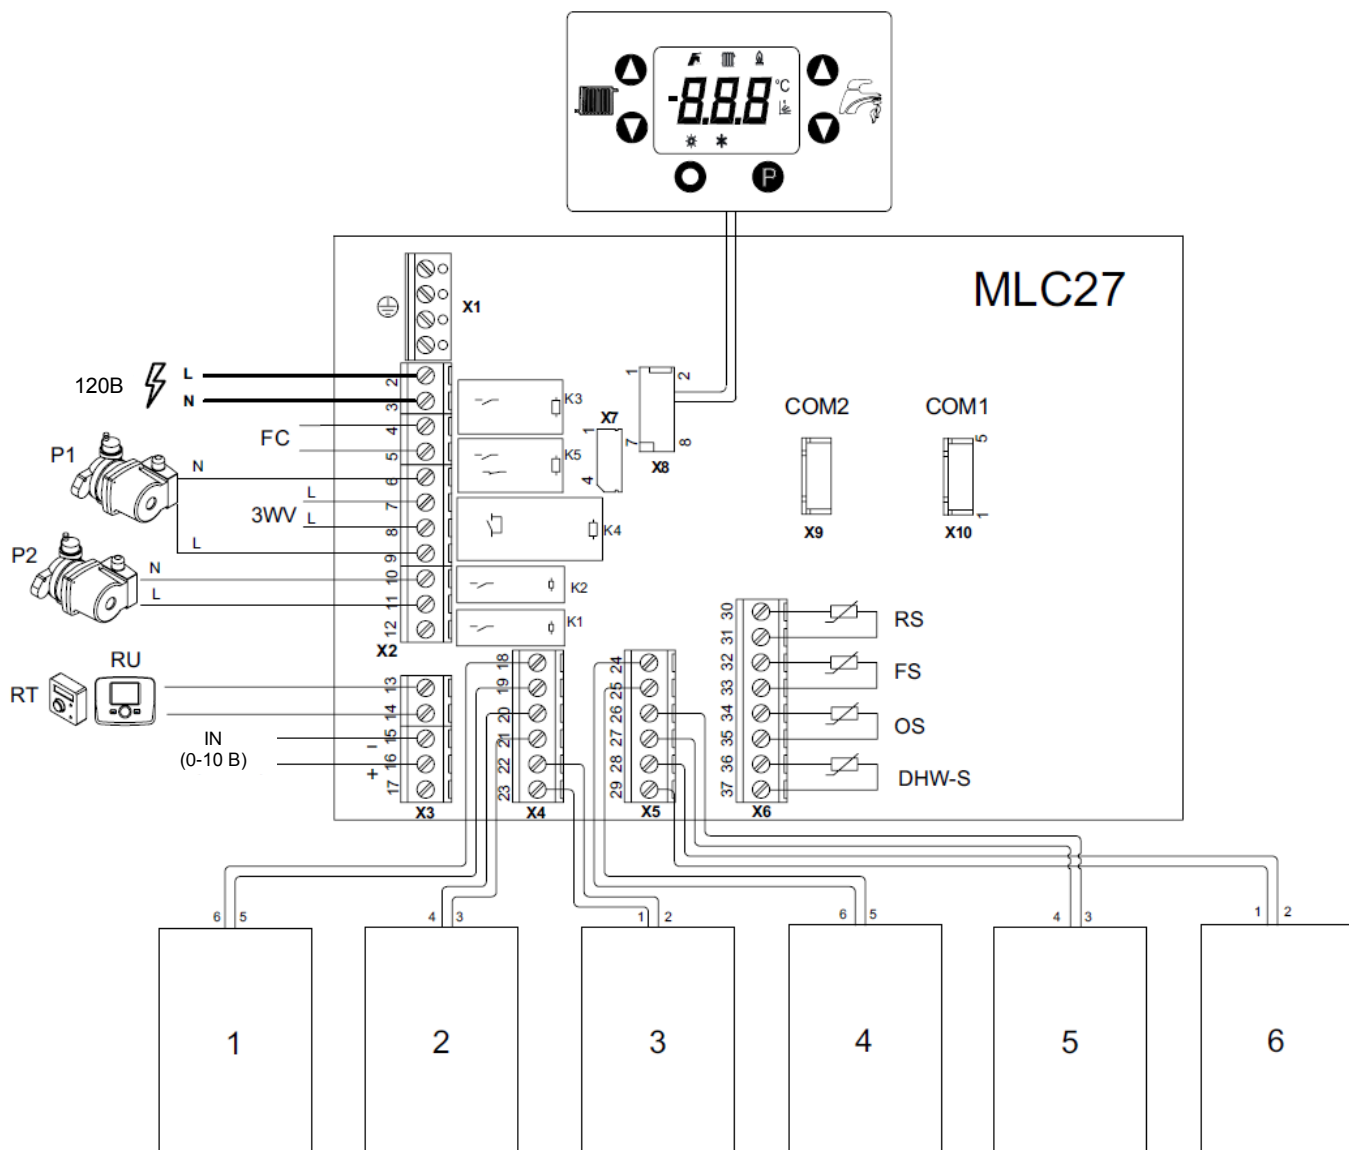 -8.8.8 °C
P
MLC27
X1
120В L
N
2
3
4
5
6
7
8
9
10
11
12
K3
K5
K4
K2
K1
FC
P1
N
L
3WV
L
L
P2
N
L
X2
X7
1
4
1
2
7
8
X8
COM2
X9
COM1
5
1
X10
RT
RU
IN
(0-10 В)
−
+
13
14
15
16
17
X3
18
19
20
21
22
23
X4
24
25
26
27
28
29
X5
30
31
32
33
34
35
36
37
X6
RS
FS
OS
DHW-S
6 5
4 3
1 2
6 5
4 3
1 2
1
2
3
4
5
6